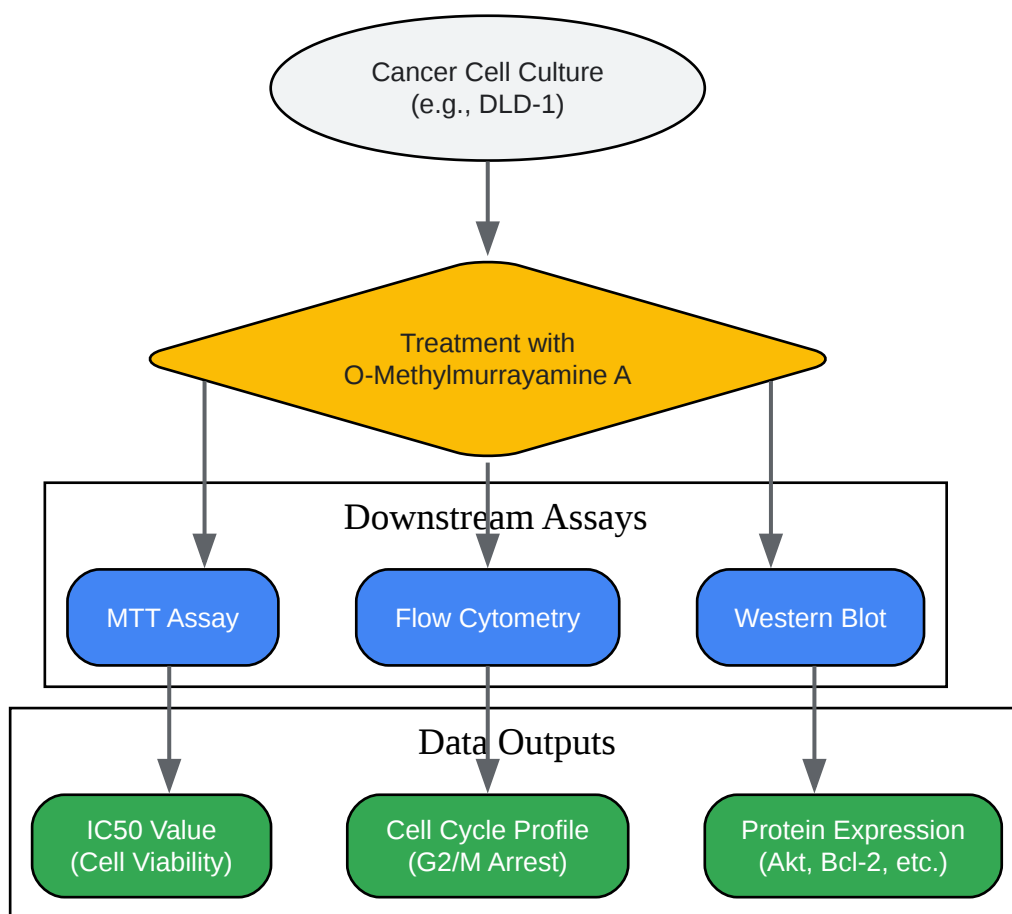 Cancer Cell Culture
(e.g., DLD-1)
Treatment with
O-Methylmurrayamine A
Downstream Assays
MTT Assay
Flow Cytometry
Western Blot
Data Outputs
IC50 Value
(Cell Viability)
Cell Cycle Profile
(G2/M Arrest)
Protein Expression
(Akt, Bcl-2, etc.)